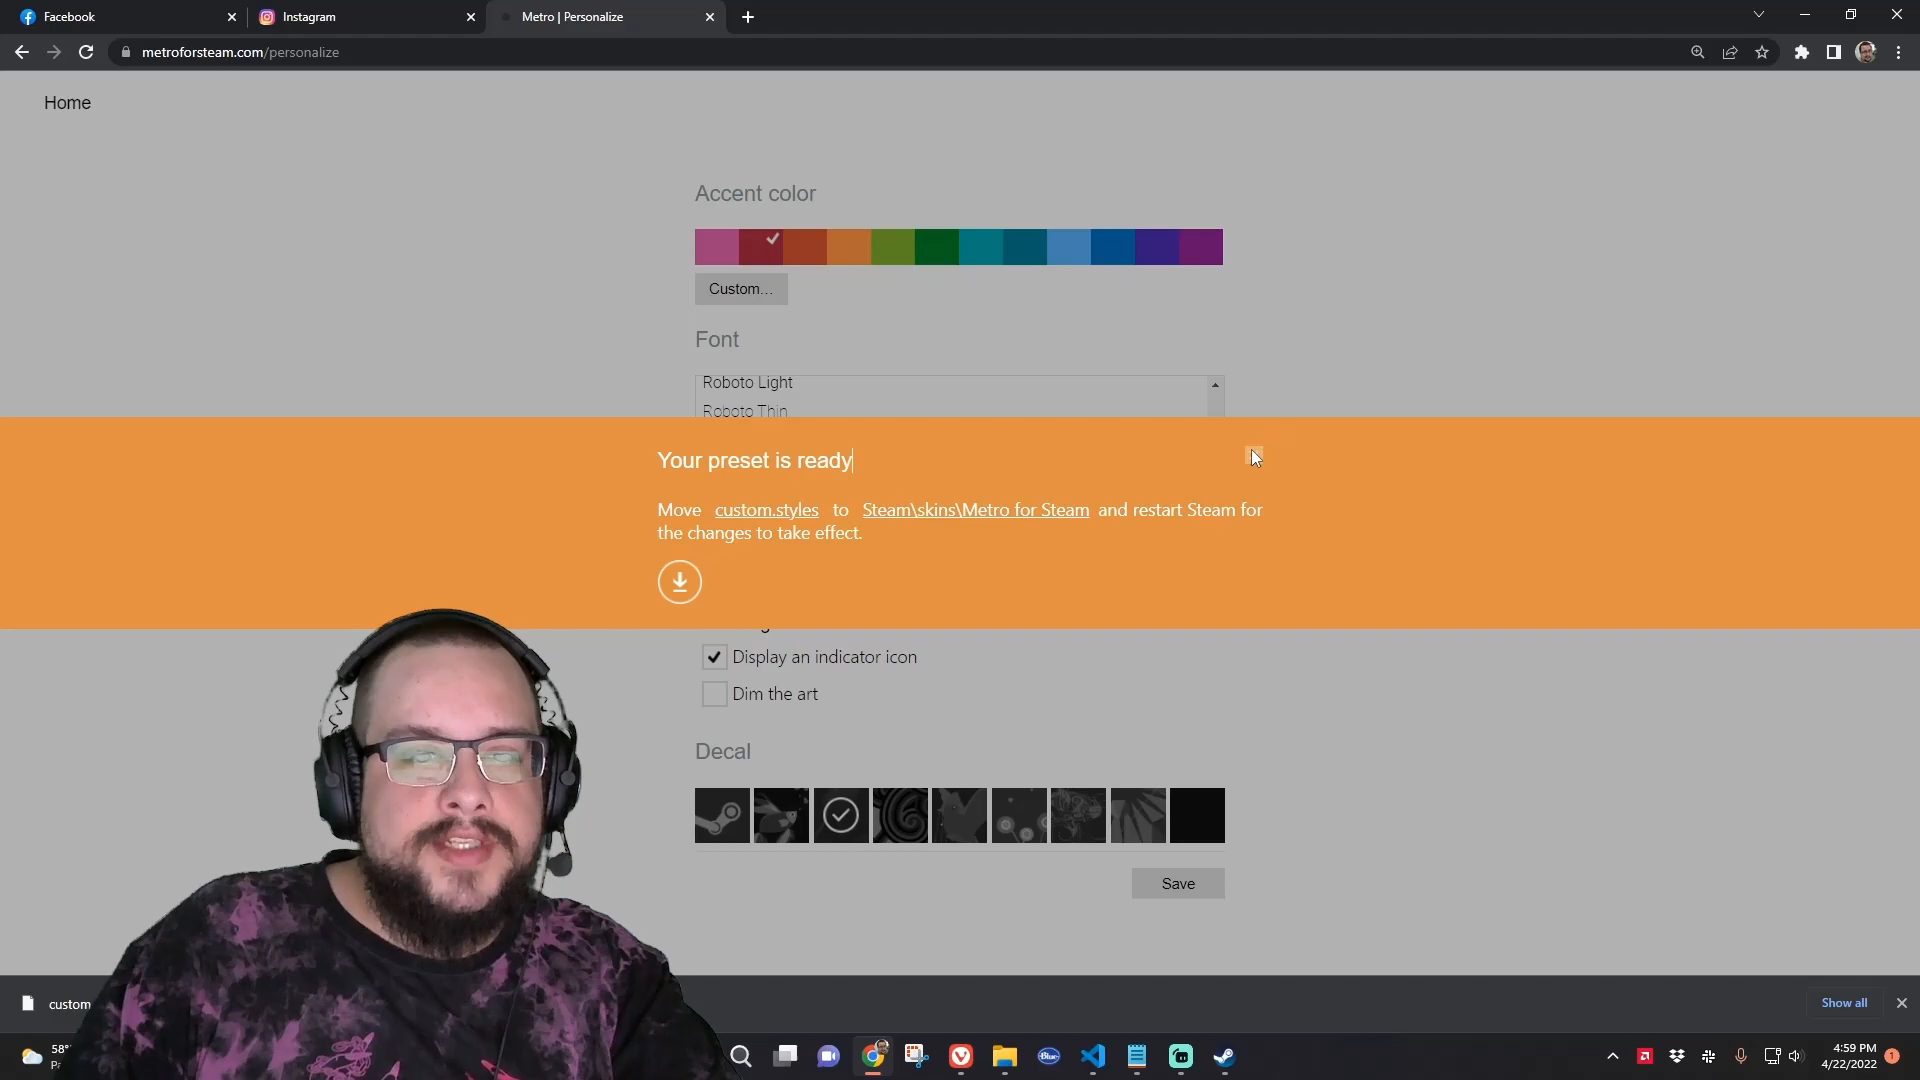 Facebook
Instagram
Metro | Personalize
metroforsteam.com/personalize
Home
Accent color
Custom...
Font
Roboto Light
Roboto Thin
Your preset is ready
Move custom.styles to Steam\skins\Metro for Steam and restart Steam for
the changes to take effect.
Display an indicator icon
Dim the art
Decal
Save
custom
Show all
58°
Blue
4:59 PM
4/22/2022
1